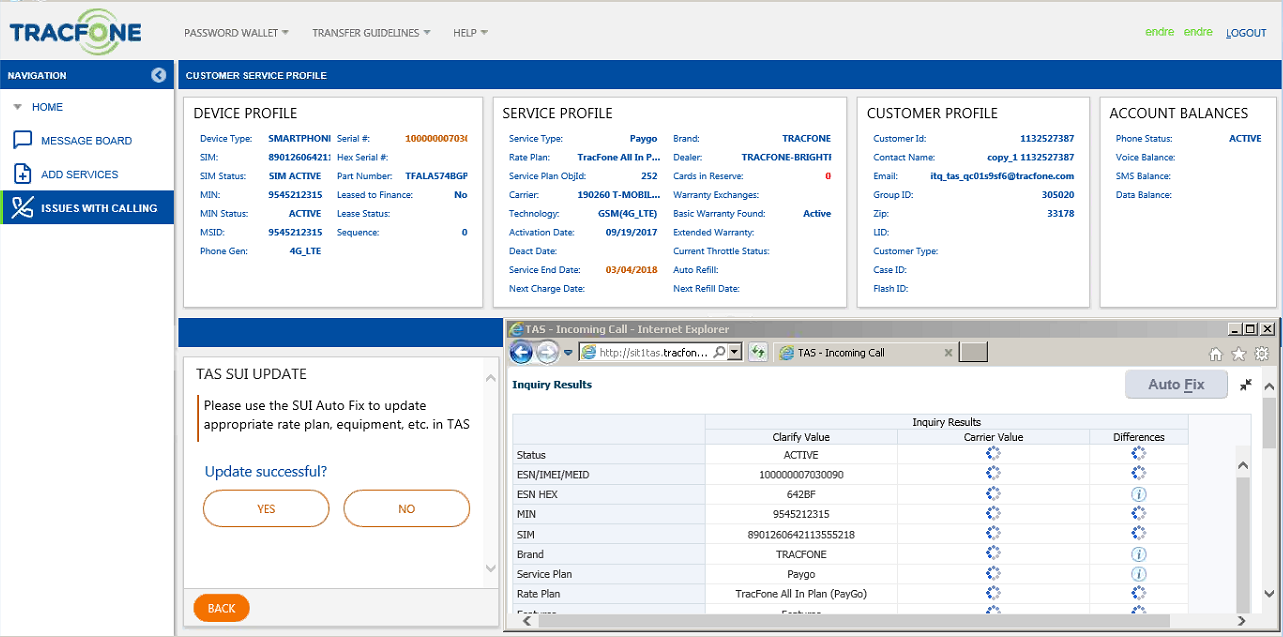 TRACFONE
PASSWORD WALLET TRANSFER GUIDELINES HELP
endre endre LOGOUT
NAVIGATION
HOME
MESSAGE BOARD
ADD SERVICES
ISSUES WITH CALLING
CUSTOMER SERVICE PROFILE
DEVICE PROFILE
Device Type: SMARTPHON Serial #: 10000000703
SIM: 89012606421 Hex Serial #:
SIM Status: SIM ACTIVE Part Number: TFALA574BGP
MIN: 9545212315 Leased to Finance: No
MIN Status: ACTIVE Lease Status:
MSID: 9545212315 Sequence: 0
Phone Gen: 4G_LTE
SERVICE PROFILE
Service Type: Paygo Brand: TRACFONE
Rate Plan: TracFone All In P... Dealer: TRACFONE-BRIGHTP
Service Plan ObjId: 252 Cards in Reserve: 0
Carrier: 190260 T-MOBIL... Warranty Exchanges:
Technology: GSM(4G_LTE) Basic Warranty Found: Active
Activation Date: 09/19/2017 Extended Warranty:
Deact Date: Current Throttle Status:
Service End Date: 03/04/2018 Auto Refill:
Next Charge Date: Next Refill Date:
CUSTOMER PROFILE
Customer Id: 1132527387
Contact Name: copy_1 1132527387
Email: itq_tas_qc01s9sf6@tracfone.com
Group ID: 305020
Zip: 33178
LID:
Customer Type:
Case ID:
Flash ID:
ACCOUNT BALANCES
Phone Status: ACTIVE
Voice Balance:
SMS Balance:
Data Balance:
TAS SUI UPDATE
Please use the SUI Auto Fix to update
appropriate rate plan, equipment, etc. in TAS
Update successful?
YES NO
BACK
TAS - Incoming Call - Internet Explorer
http://sit1tas.tracfon... TAS - Incoming Call
Inquiry Results Auto Fix
Inquiry Results
Clarify Value Carrier Value Differences
Status ACTIVE
ESN/IMEI/MEID 100000007030090
ESN HEX 642BF
MIN 9545212315
SIM 8901260642113555218
Brand TRACFONE
Service Plan Paygo
Rate Plan TracFone All In Plan (PayGo)
Features Features